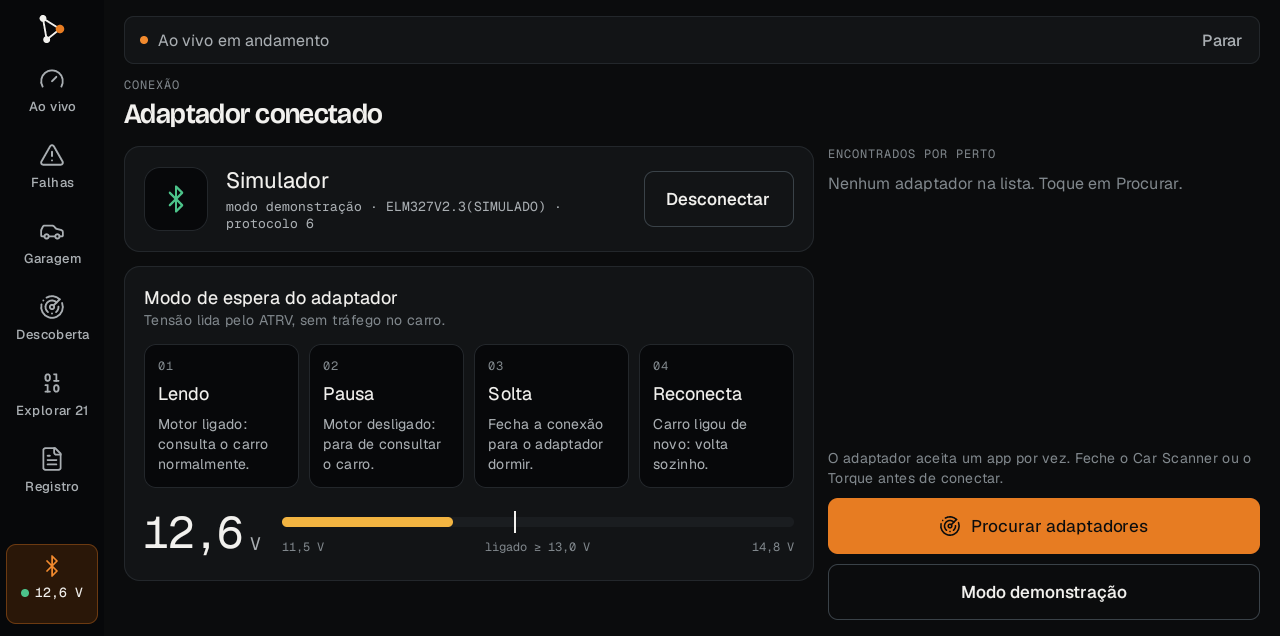 Ao vivo
Falhas
Garagem
Descoberta
01
10
Explorar 21
Registro
12,6 V
Ao vivo em andamento
Parar
CONEXÃO
Adaptador conectado
Simulador
modo demonstração · ELM327V2.3(SIMULADO) ·
protocolo 6
Desconectar
Modo de espera do adaptador
Tensão lida pelo ATRV, sem tráfego no carro.
01
Lendo
Motor ligado:
consulta o carro
normalmente.
02
Pausa
Motor desligado:
para de consultar
o carro.
03
Solta
Fecha a conexão
para o adaptador
dormir.
04
Reconecta
Carro ligou de
novo: volta
sozinho.
12,6 V
11,5 V
ligado ≥ 13,0 V
14,8 V
ENCONTRADOS POR PERTO
Nenhum adaptador na lista. Toque em Procurar.
O adaptador aceita um app por vez. Feche o Car Scanner ou o
Torque antes de conectar.
Procurar adaptadores
Modo demonstração